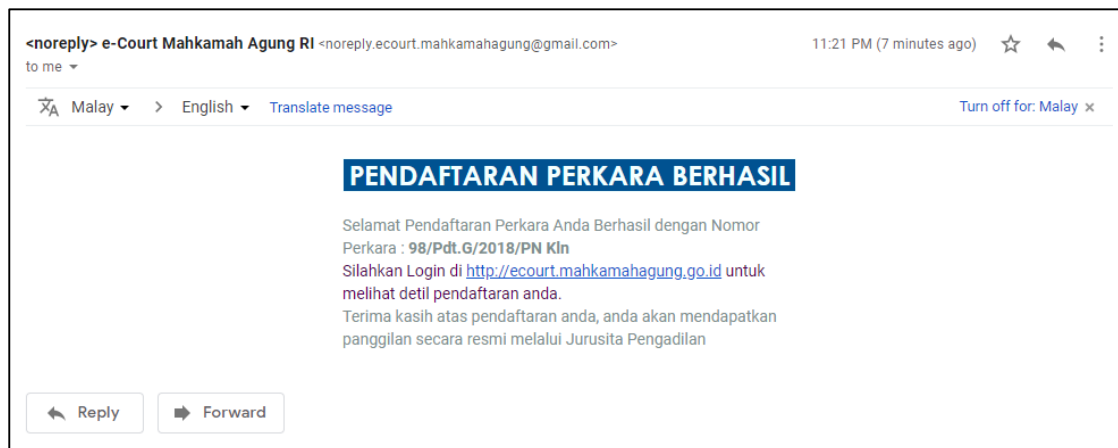 <noreply> e-Court Mahkamah Agung RI <noreply.ecourt.mahkamahagung@gmail.com> 11:21 PM (7 minutes ago)
to me
Malay > English Translate message Turn off for: Malay ×
PENDAFTARAN PERKARA BERHASIL
Selamat Pendaftaran Perkara Anda Berhasil dengan Nomor
Perkara : 98/Pdt.G/2018/PN Kln
Silahkan Login di http://ecourt.mahkamahagung.go.id untuk
melihat detil pendaftaran anda.
Terima kasih atas pendaftaran anda, anda akan mendapatkan
panggilan secara resmi melalui Jurusita Pengadilan
Reply Forward